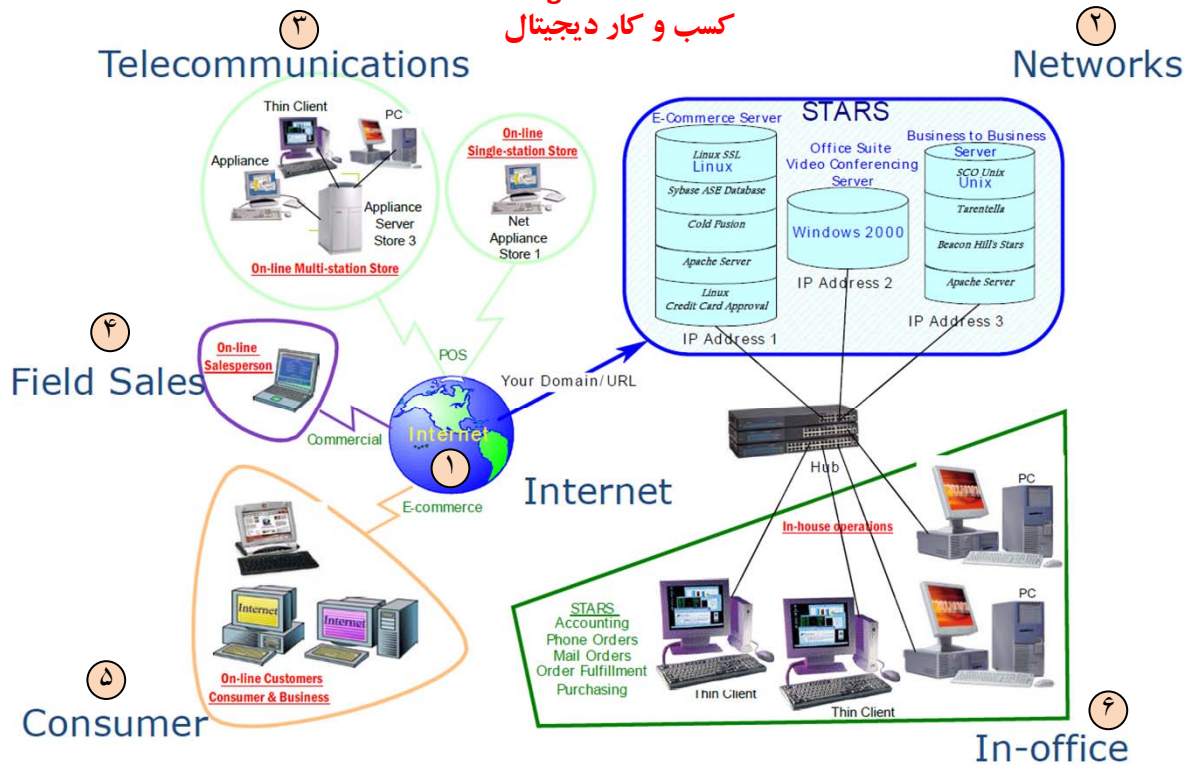 کسب و کار دیجیتال
۳
Telecommunications
۲
Networks
Thin Client
PC
Appliance
Appliance
Server
Store 3
On-line Multi-station Store
On-line
Single-station Store
Net
Appliance
Store 1
STARS
E-Commerce Server
Linux SSL
Linux
Sybase ASE Database
Cold Fusion
Apache Server
Linux
Credit Card Approval
IP Address 1
Office Suite
Video Conferencing
Server
Windows 2000
IP Address 2
Business to Business
Server
SCO Unix
Unix
Tarentella
Beacon Hill's Stars
Apache Server
IP Address 3
۴
Field Sales
On-line
Salesperson
POS
Commercial
Your Domain/URL
Internet
۱
Internet
E-commerce
Hub
Internet
Internet
On-line Customers
Consumer & Business
۵
Consumer
In-house operations
PC
PC
STARS
Accounting
Phone Orders
Mail Orders
Order Fulfillment
Purchasing
Thin Client
Thin Client
۶
In-office